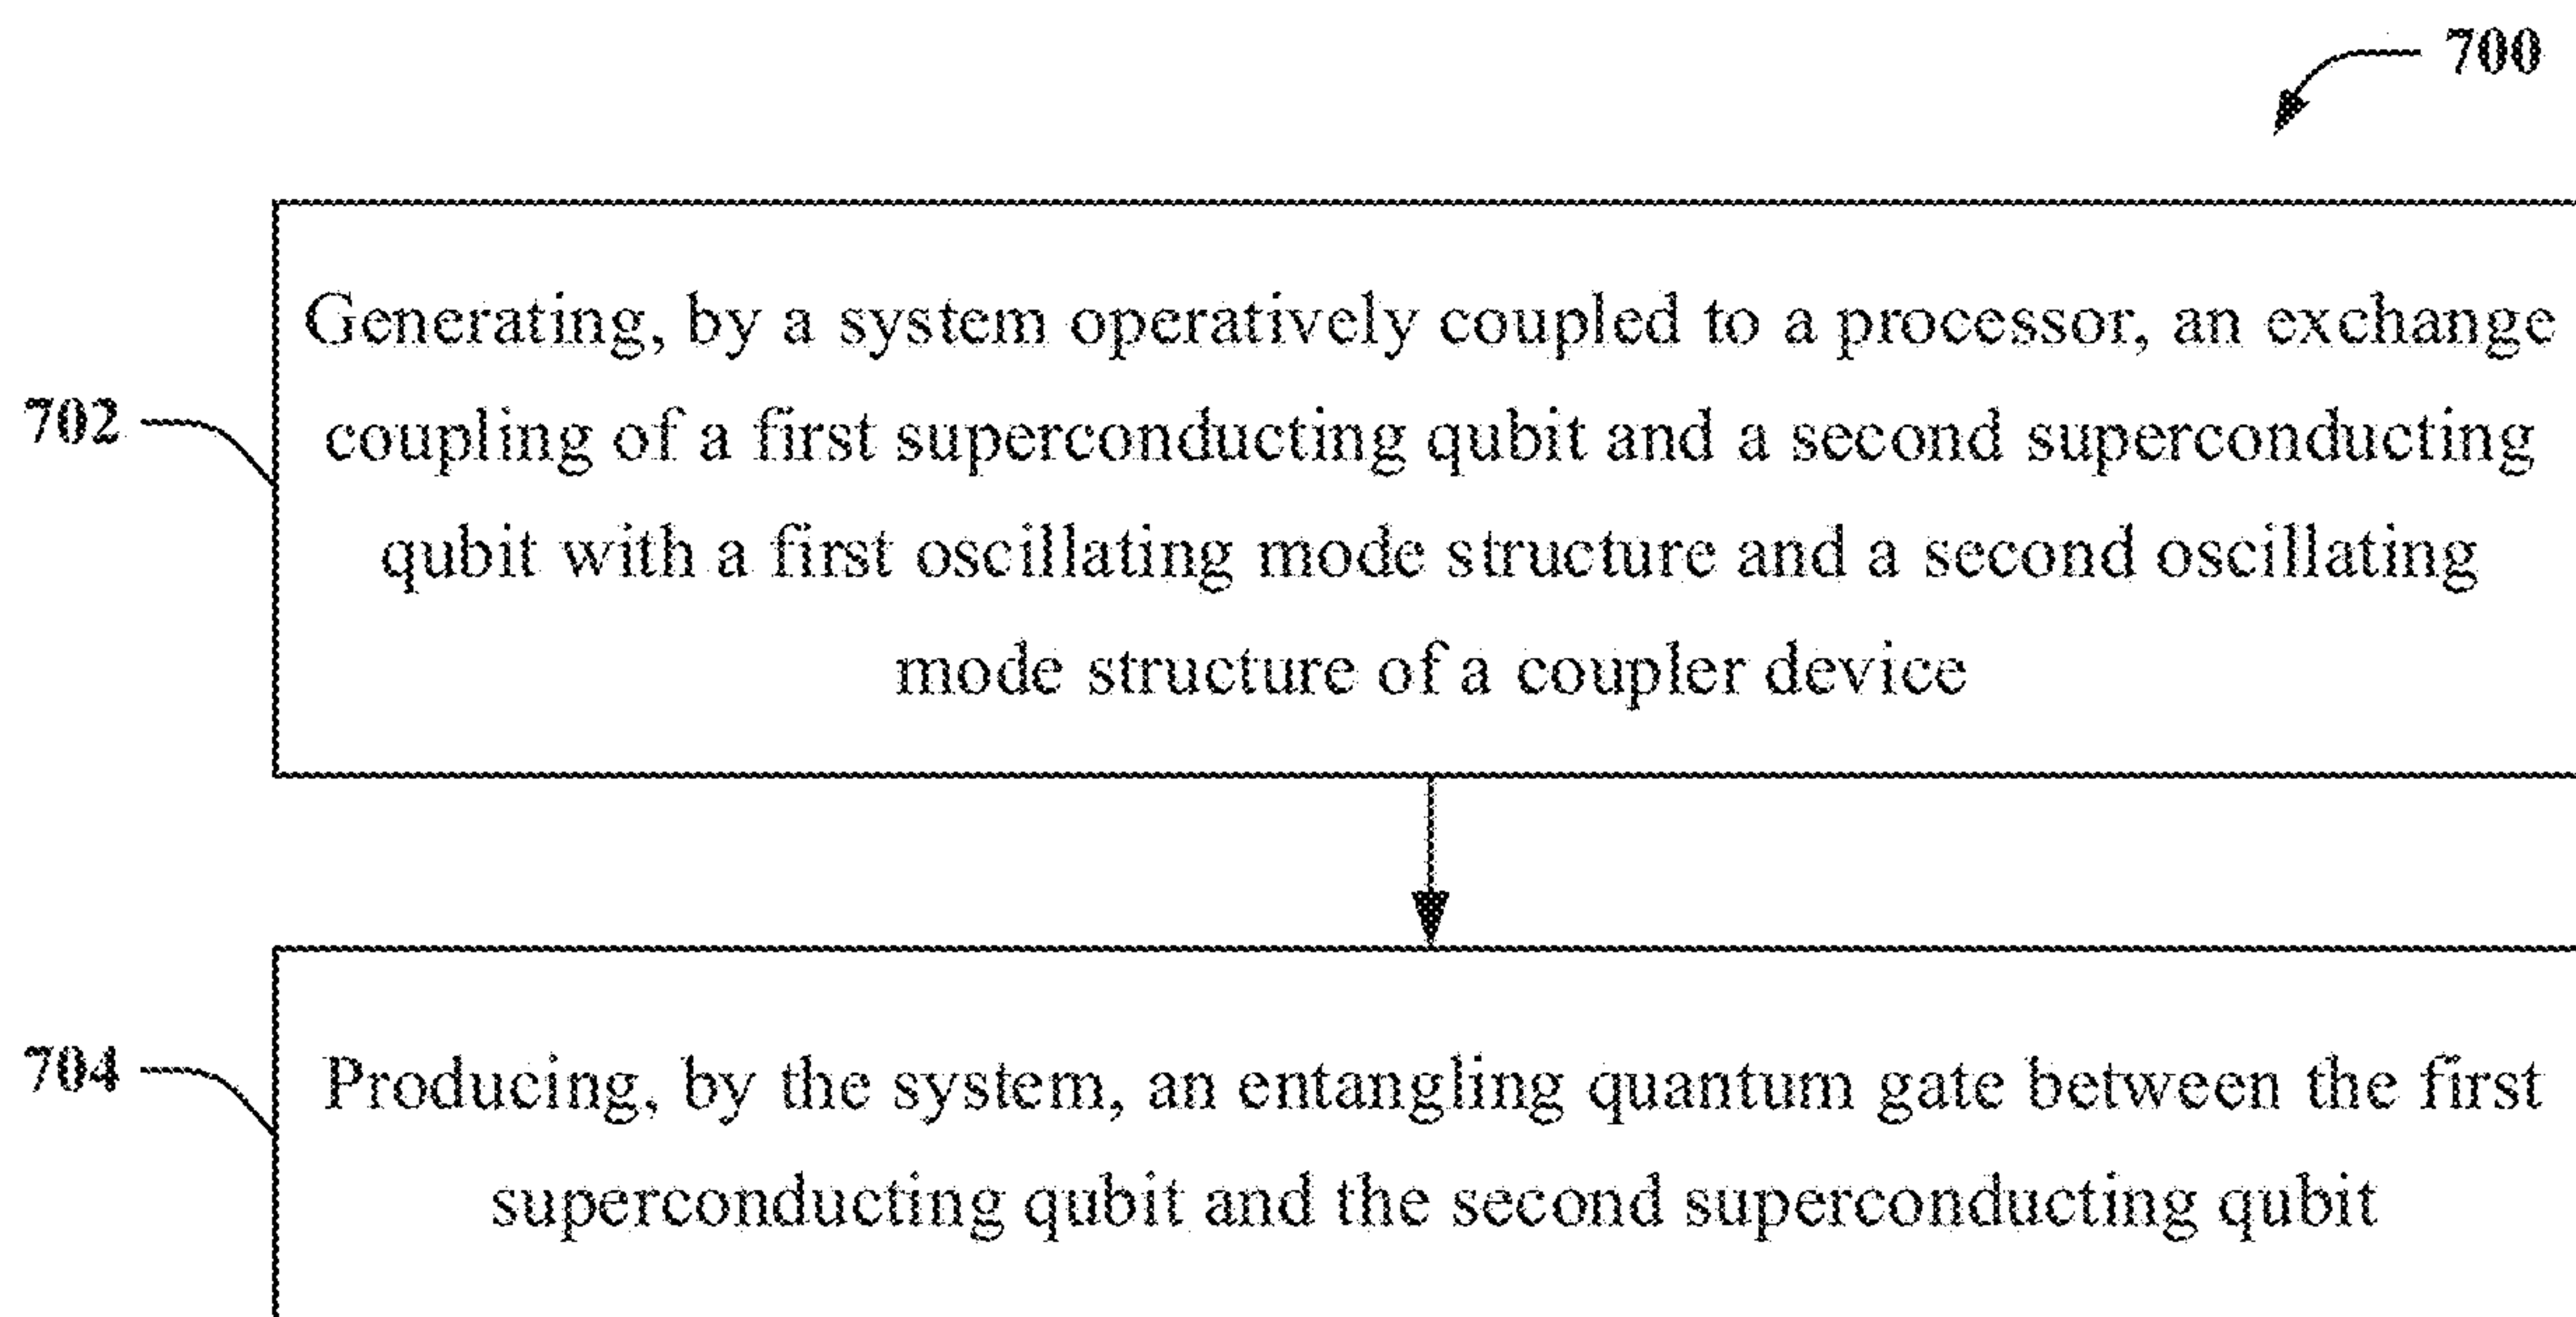 700
Generating, by a system operatively coupled to a processor, an exchange
coupling of a first superconducting qubit and a second superconducting
702
qubit with a first oscillating mode structure and a second oscillating
mode structure of a coupler device
704
Producing, by the system, an entangling quantum gate between the first
superconducting qubit and the second superconducting qubit